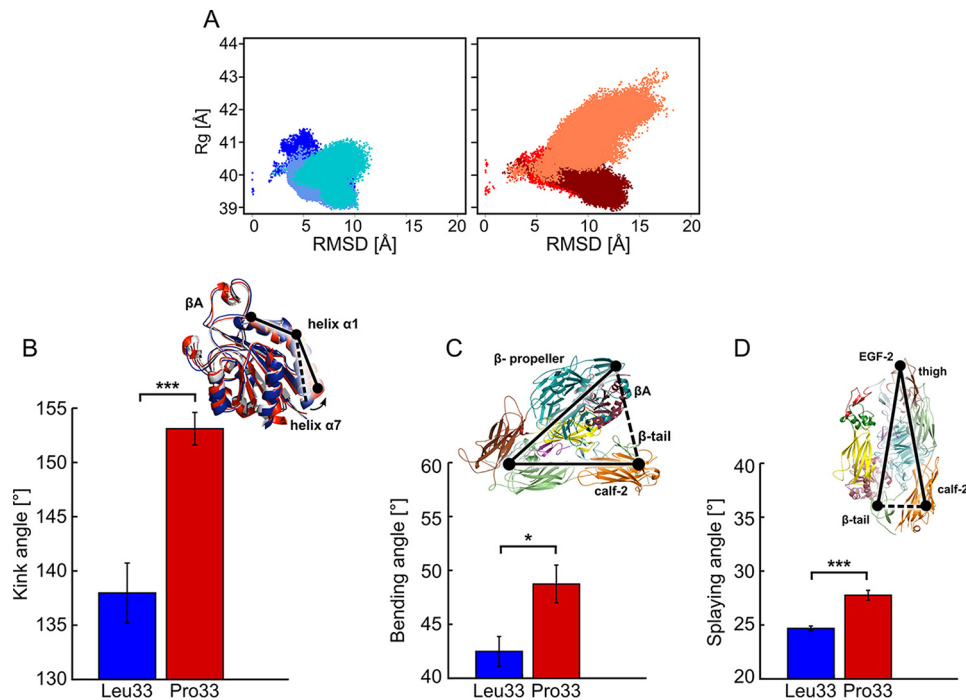 A
44
43
42
41
40
39
Rg [Å]
0 5 10 15 20
0 5 10 15 20
RMSD [Å]
RMSD [Å]
B
βA
helix α1
helix α7
***
155
150
145
140
135
130
Kink angle [°]
Leu33 Pro33
C
β- propeller
βA
β-tail
calf-2
*
60
55
50
45
40
Bending angle [°]
Leu33 Pro33
D
EGF-2
thigh
β-tail
calf-2
***
40
35
30
25
20
Splaying angle [°]
Leu33 Pro33